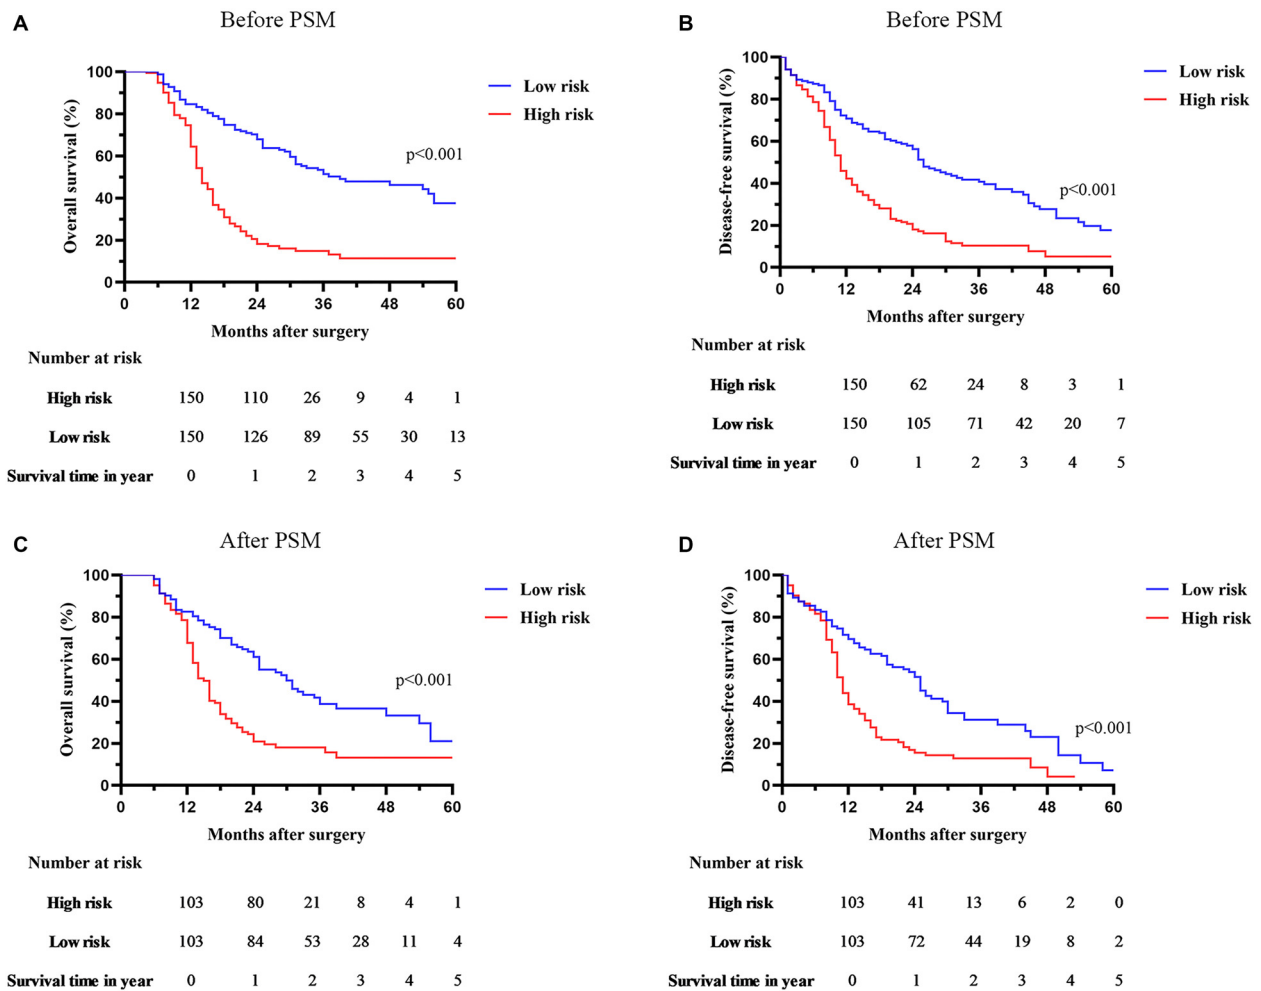 A
Before PSM
Overall survival (%)
100
80
60
40
20
0
0 12 24 36 48 60
Months after surgery
Low risk
High risk
p<0.001
Number at risk
High risk 150 110 26 9 4 1
Low risk 150 126 89 55 30 13
Survival time in year 0 1 2 3 4 5
B
Before PSM
Disease-free survival (%)
100
80
60
40
20
0
0 12 24 36 48 60
Months after surgery
Low risk
High risk
p<0.001
Number at risk
High risk 150 62 24 8 3 1
Low risk 150 105 71 42 20 7
Survival time in year 0 1 2 3 4 5
C
After PSM
Overall survival (%)
100
80
60
40
20
0
0 12 24 36 48 60
Months after surgery
Low risk
High risk
p<0.001
Number at risk
High risk 103 80 21 8 4 1
Low risk 103 84 53 28 11 4
Survival time in year 0 1 2 3 4 5
D
After PSM
Disease-free survival (%)
100
80
60
40
20
0
0 12 24 36 48 60
Months after surgery
Low risk
High risk
p<0.001
Number at risk
High risk 103 41 13 6 2 0
Low risk 103 72 44 19 8 2
Survival time in year 0 1 2 3 4 5